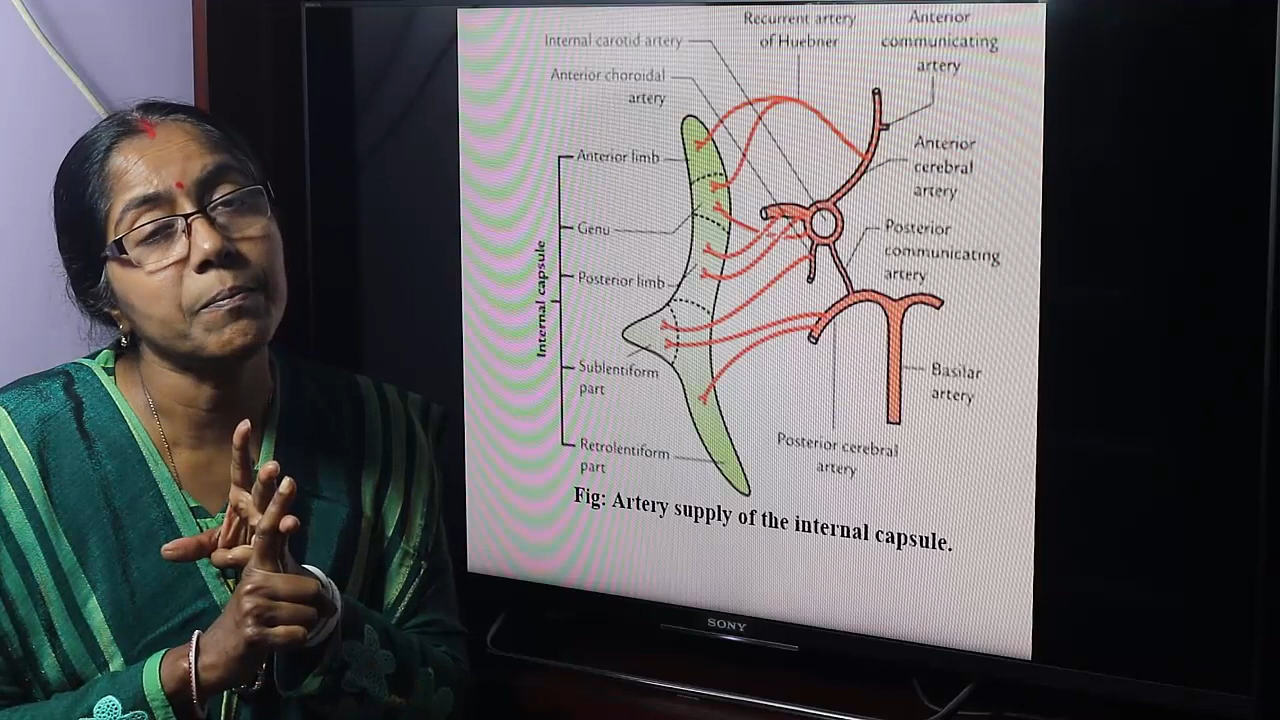 Recurrent artery
of Huebner
Anterior
communicating
artery
Internal carotid artery
Anterior choroidal
artery
Anterior limb
Anterior
cerebral
artery
Genu
Posterior
communicating
artery
Internal capsule
Posterior limb
Sublentiform
part
Basilar
artery
Retrolentiform
part
Posterior cerebral
artery
Fig: Artery supply of the internal capsule.
SONY